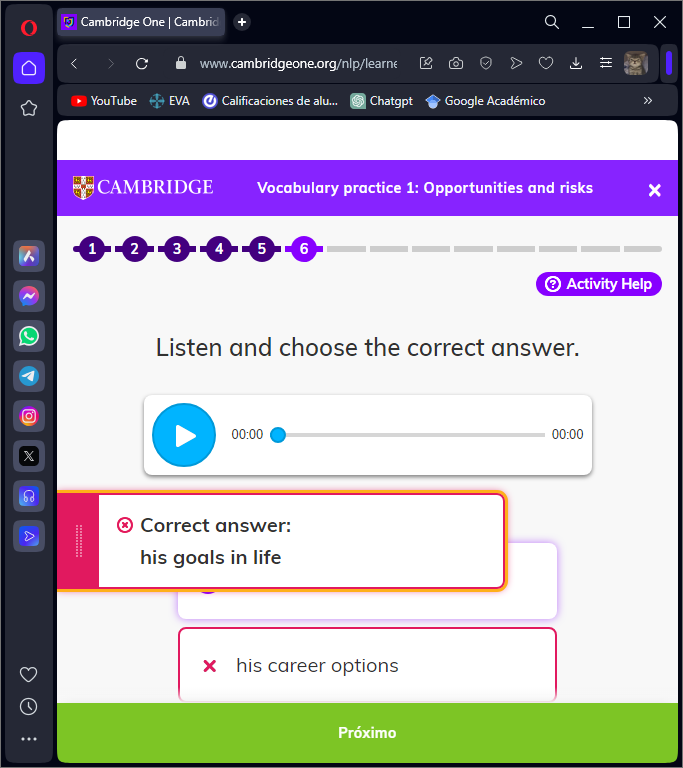 Cambridge One | Cambrid
www.cambridgeone.org/nlp/learne
YouTube EVA Calificaciones de alu... Chatgpt Google Académico »
CAMBRIDGE Vocabulary practice 1: Opportunities and risks
1 2 3 4 5 6
Activity Help
Listen and choose the correct answer.
00:00 00:00
Correct answer:
his goals in life
his career options
Próximo